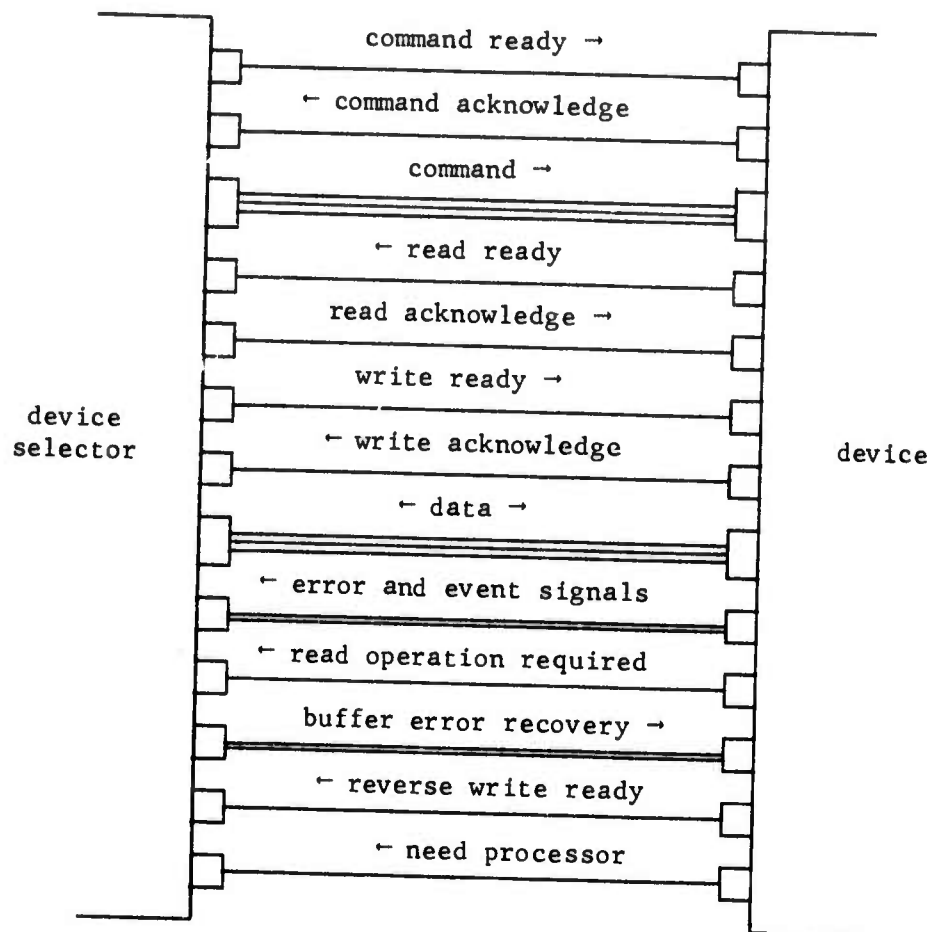 command ready →
← command acknowledge
command →
← read ready
read acknowledge →
write ready →
← write acknowledge
device
selector
device
← data →
← error and event signals
← read operation required
buffer error recovery →
← reverse write ready
← need processor